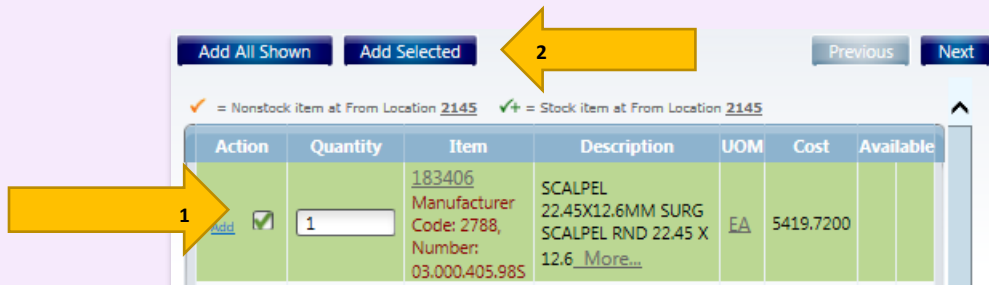 Add All Shown Add Selected 2 Previous Next
= Nonstock item at From Location 2145 + = Stock item at From Location 2145
Action Quantity Item Description UOM Cost Available
1 Add 1 183406 SCALPEL EA 5419.7200
Manufacturer 22.45X12.6MM SURG
Code: 2788, SCALPEL RND 22.45 X
Number: 12.6 More...
03.000.405.98S